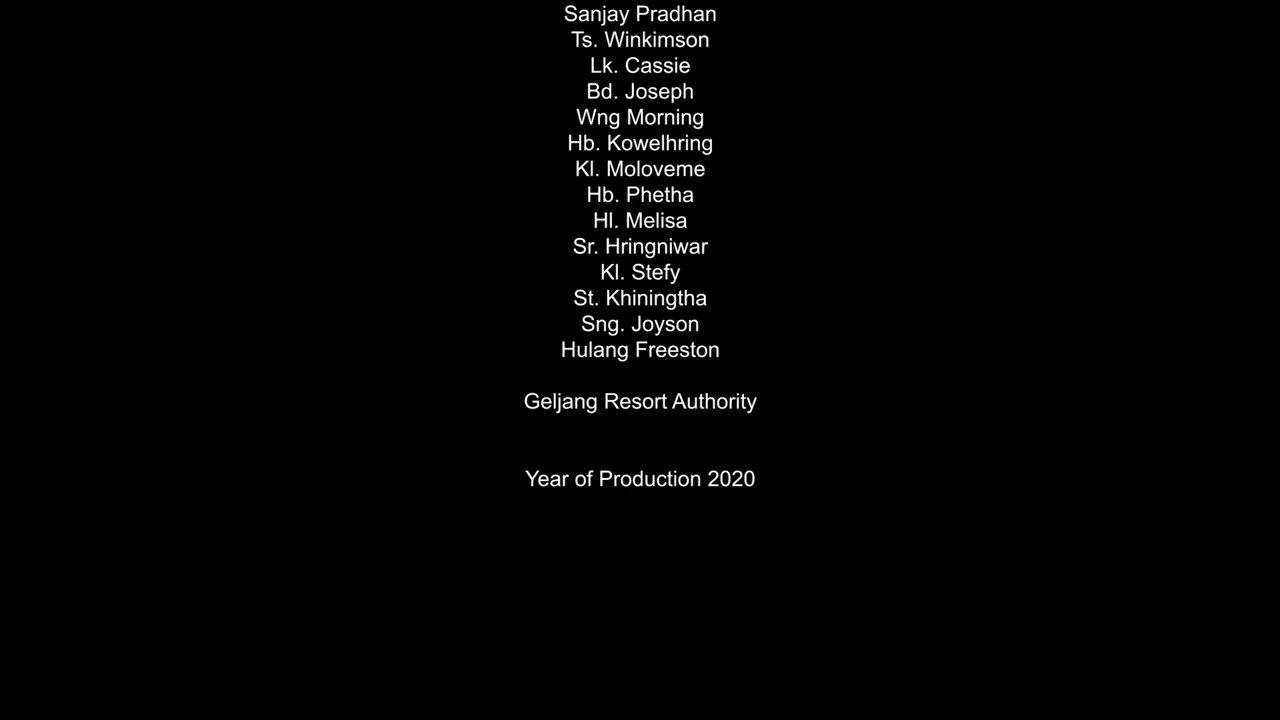 Sanjay Pradhan
Ts. Winkimson
Lk. Cassie
Bd. Joseph
Wng Morning
Hb. Kowelhring
Kl. Moloveme
Hb. Phetha
Hl. Melisa
Sr. Hringniwar
Kl. Stefy
St. Khiningtha
Sng. Joyson
Hulang Freeston
Geljang Resort Authority
Year of Production 2020